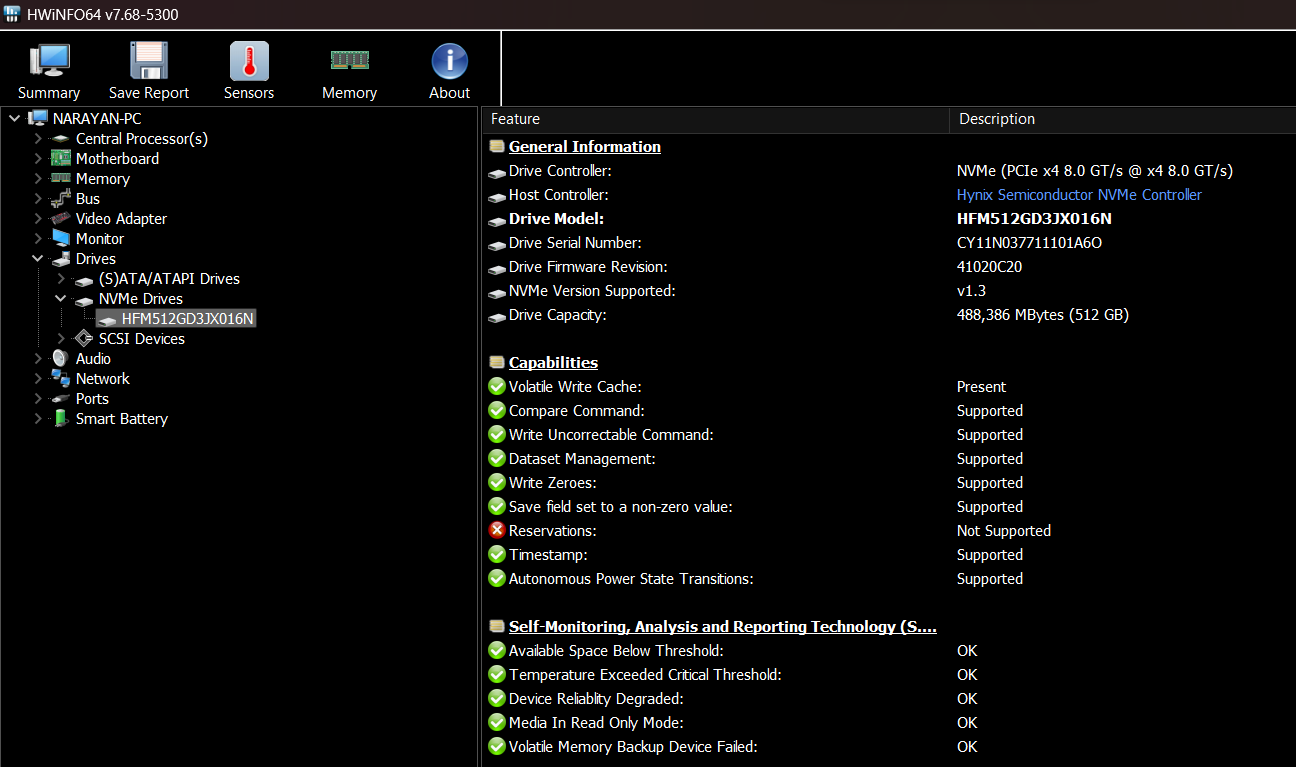 HWiNFO64 v7.68-5300
Summary Save Report Sensors Memory About
NARAYAN-PC
Central Processor(s)
Motherboard
Memory
Bus
Video Adapter
Monitor
Drives
(S)ATA/ATAPI Drives
NVMe Drives
HFM512GD3JX016N
SCSI Devices
Audio
Network
Ports
Smart Battery
Feature Description
General Information
Drive Controller: NVMe (PCIe x4 8.0 GT/s @ x4 8.0 GT/s)
Host Controller: Hynix Semiconductor NVMe Controller
Drive Model: HFM512GD3JX016N
Drive Serial Number: CY11N037711101A6O
Drive Firmware Revision: 41020C20
NVMe Version Supported: v1.3
Drive Capacity: 488,386 MBytes (512 GB)
Capabilities
Volatile Write Cache: Present
Compare Command: Supported
Write Uncorrectable Command: Supported
Dataset Management: Supported
Write Zeroes: Supported
Save field set to a non-zero value: Supported
Reservations: Not Supported
Timestamp: Supported
Autonomous Power State Transitions: Supported
Self-Monitoring, Analysis and Reporting Technology (S....
Available Space Below Threshold: OK
Temperature Exceeded Critical Threshold: OK
Device Reliablity Degraded: OK
Media In Read Only Mode: OK
Volatile Memory Backup Device Failed: OK